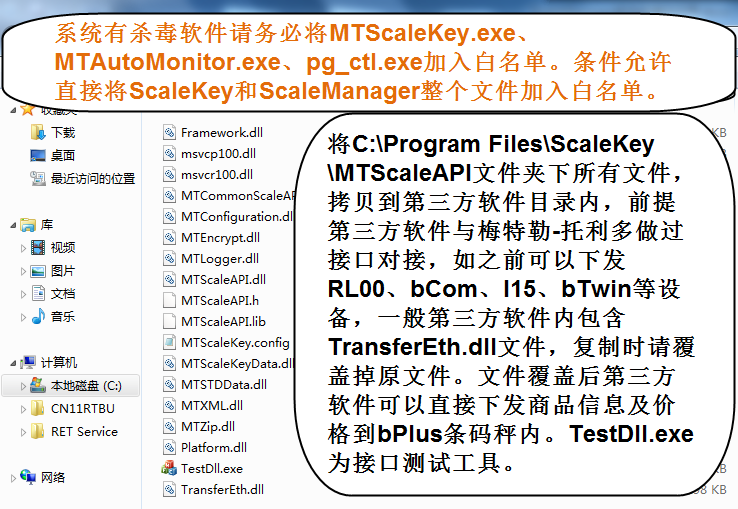 系统有杀毒软件请务必将MTScaleKey.exe、
MTAutoMonitor.exe、pg_ctl.exe加入白名单。条件允许
直接将ScaleKey和ScaleManager整个文件加入白名单。
下载
桌面
最近访问的位置
库
视频
图片
文档
音乐
计算机
本地磁盘 (C:)
CN11RTBU
RET Service
网络
Framework.dll
msvcp100.dll
msvcr100.dll
MTCommonScaleAP
MTConfiguration.dl
MTEncrypt.dll
MTLogger.dll
MTScaleAPI.dll
MTScaleAPI.h
MTScaleAPI.lib
MTScaleKey.config
MTScaleKeyData.dll
MTSTDData.dll
MTXML.dll
MTZip.dll
Platform.dll
TestDll.exe
TransferEth.dll
将C:\Program Files\ScaleKey
\MTScaleAPI文件夹下所有文件，
拷贝到第三方软件目录内，前提
第三方软件与梅特勒-托利多做过
接口对接，如之前可以下发
RL00、bCom、I15、bTwin等设
备，一般第三方软件内包含
TransferEth.dll文件，复制时请覆
盖掉原文件。文件覆盖后第三方
软件可以直接下发商品信息及价
格到bPlus条码秤内。TestDll.exe
为接口测试工具。
KB
KB
KB